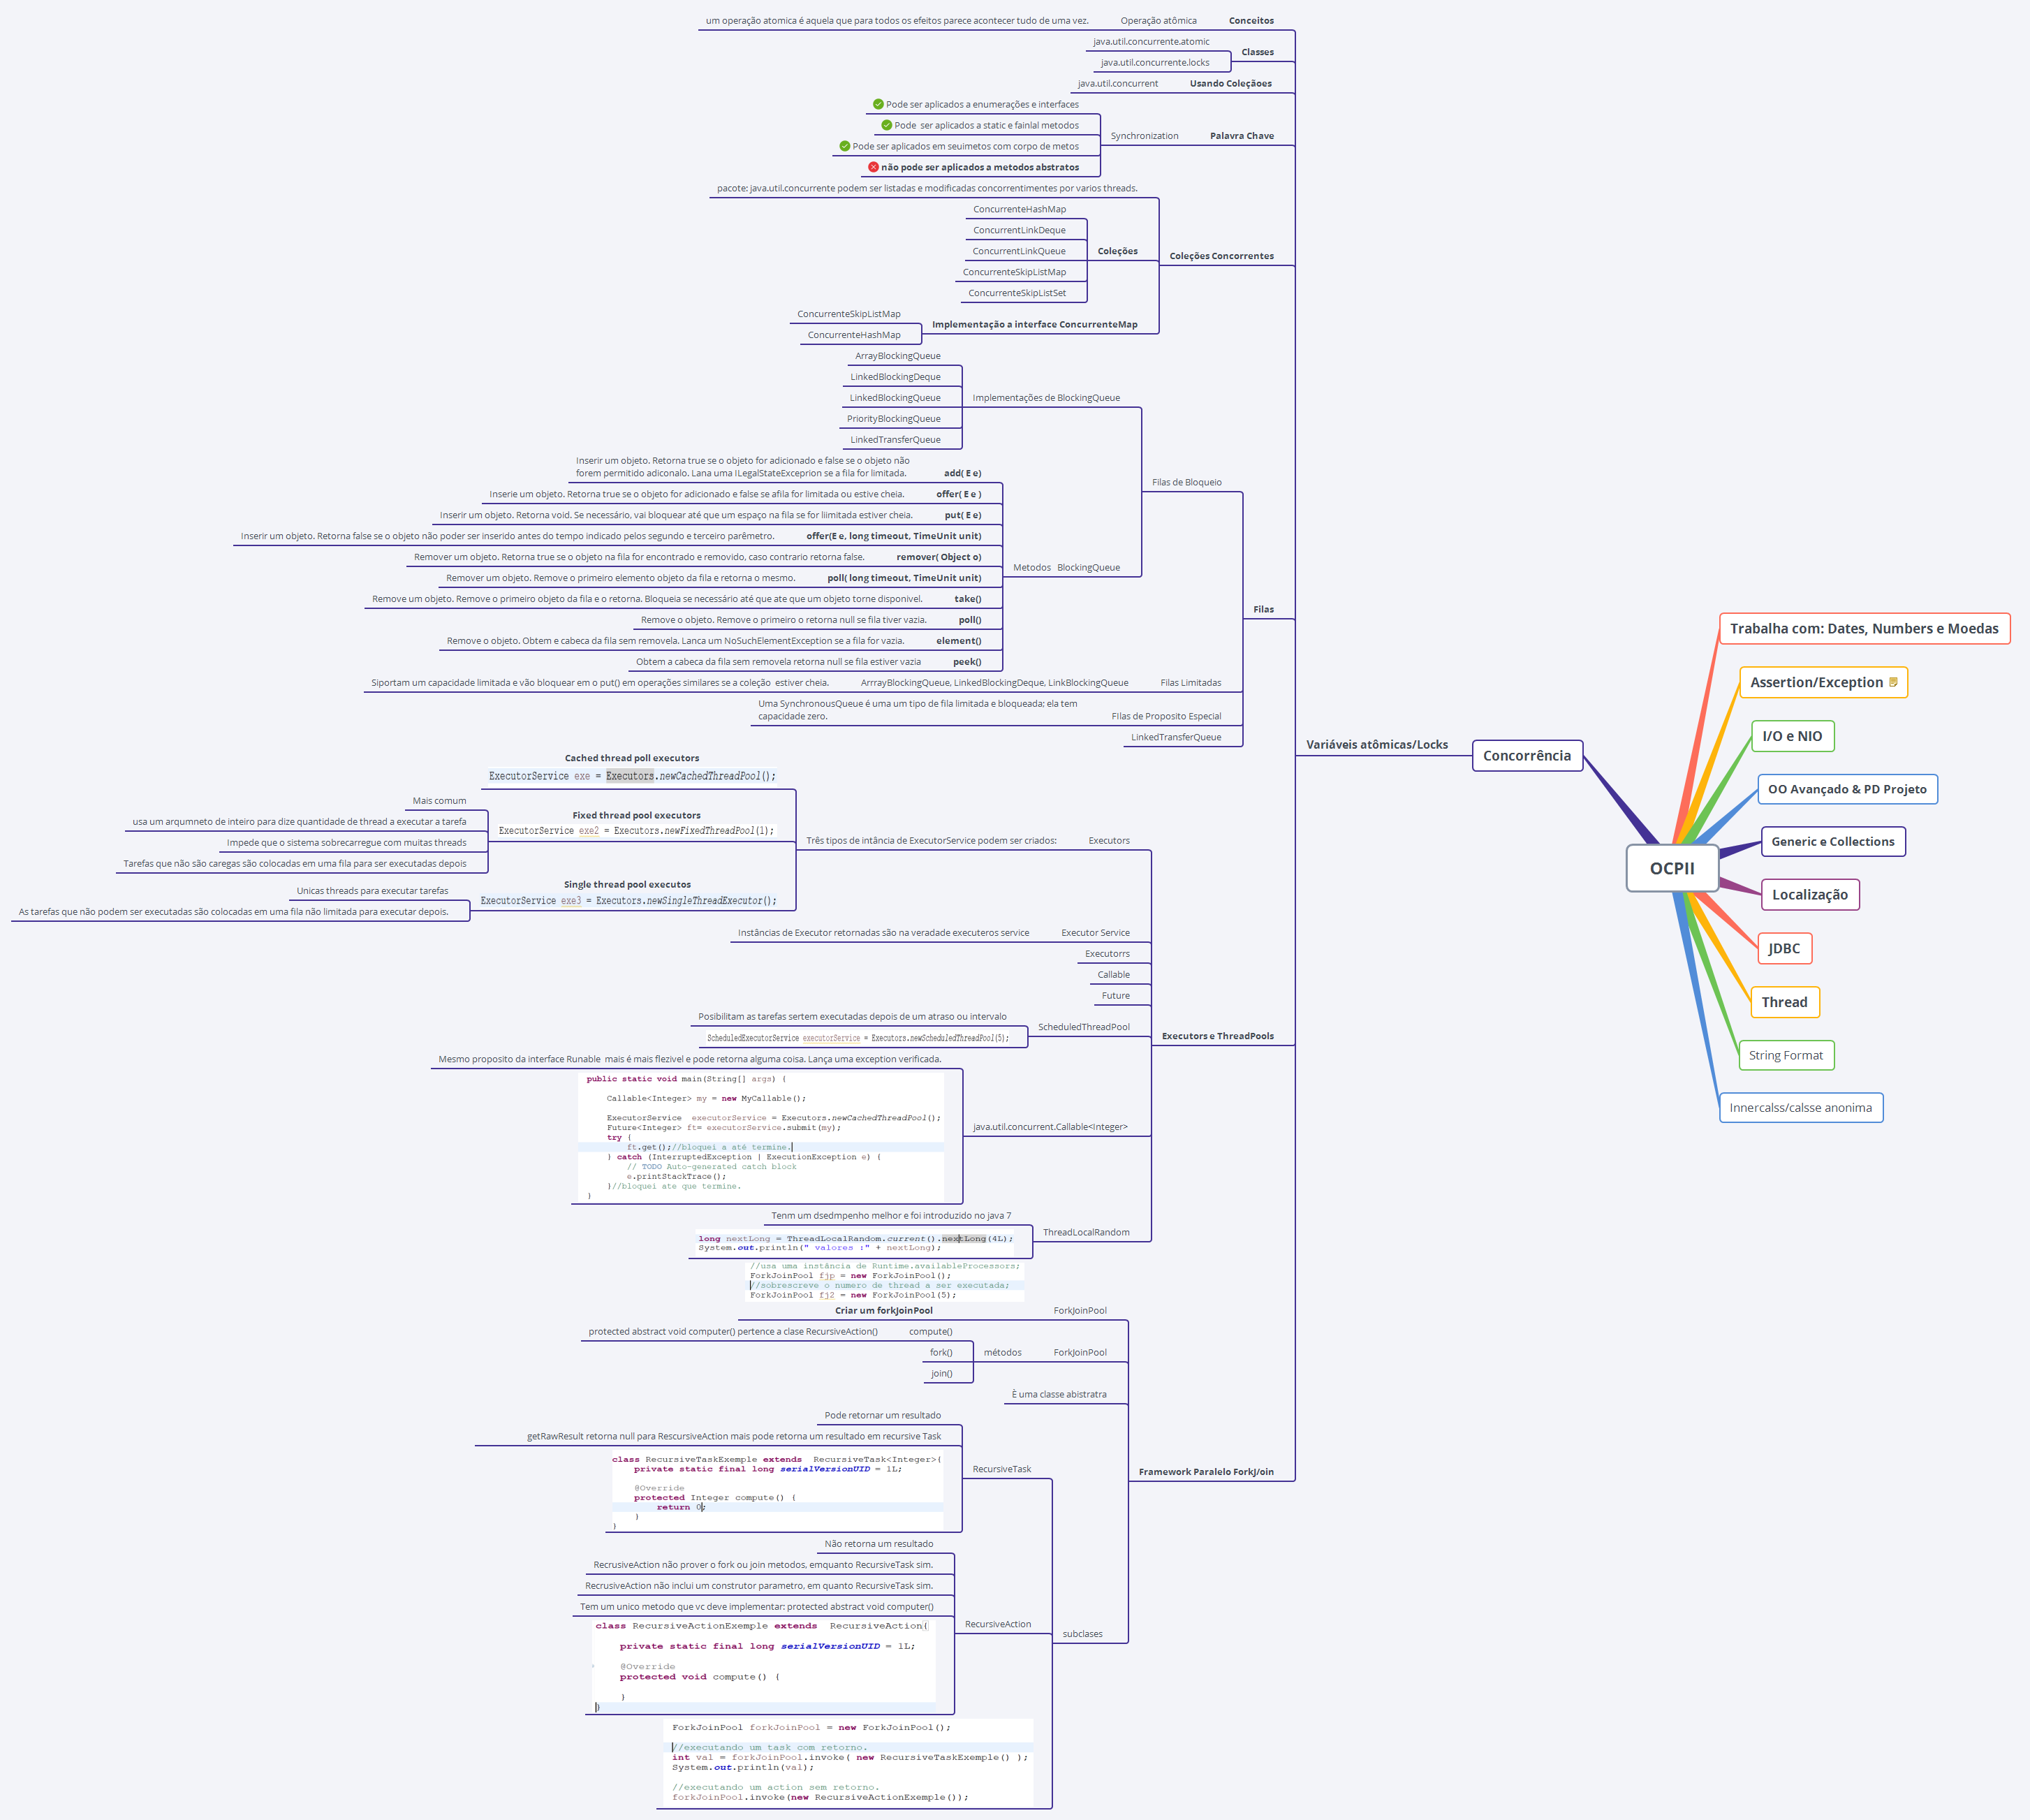 um operação atomica é aquela que para todos os efeitos parece acontecer tudo de uma vez. Operação atômica Conceitos
java.util.concurrente.atomic
Classes
java.util.concurrente.locks
java.util.concurrent Usando Coleçãoes
Pode ser aplicados a enumerações e interfaces
Pode ser aplicados a static e fainlal metodos
Synchronization Palavra Chave
Pode ser aplicados em seuimetos com corpo de metos
não pode ser aplicados a metodos abstratos
pacote: java.util.concurrente podem ser listadas e modificadas concorrentimentes por varios threads.
ConcurrenteHashMap
ConcurrentLinkDeque
ConcurrentLinkQueue
Coleções
Coleções Concorrentes
ConcurrenteSkipListMap
ConcurrenteSkipListSet
ConcurrenteSkipListMap
Implementação a interface ConcurrenteMap
ConcurrenteHashMap
ArrayBlockingQueue
LinkedBlockingDeque
LinkedBlockingQueue
Implementações de BlockingQueue
PriorityBlockingQueue
LinkedTransferQueue
Inserir um objeto. Retorna true se o objeto for adicionado e false se o objeto não
forem permitido adiconalo. Lana uma ILegalStateExceprion se a fila for limitada. add( E e)
Filas de Bloqueio
Inserie um objeto. Retorna true se o objeto for adicionado e false se afila for limitada ou estive cheia. offer( E e )
Inserir um objeto. Retorna void. Se necessário, vai bloquear até que um espaço na fila se for liimitada estiver cheia. put( E e)
Inserir um objeto. Retorna false se o objeto não poder ser inserido antes do tempo indicado pelos segundo e terceiro parêmetro. offer(E e, long timeout, TimeUnit unit)
Remover um objeto. Retorna true se o objeto na fila for encontrado e removido, caso contrario retorna false. remover( Object o)
Metodos BlockingQueue
Remover um objeto. Remove o primeiro elemento objeto da fila e retorna o mesmo. poll( long timeout, TimeUnit unit)
Remove um objeto. Remove o primeiro objeto da fila e o retorna. Bloqueia se necessário até que ate que um objeto torne disponivel. take()
Filas
Remove o objeto. Remove o primeiro o retorna null se fila tiver vazia. poll()
Remove o objeto. Obtem e cabeca da fila sem removela. Lanca um NoSuchElementException se a fila for vazia. element()
Obtem a cabeca da fila sem removela retorna null se fila estiver vazia peek()
Siportam um capacidade limitada e vão bloquear em o put() em operações similares se a coleção estiver cheia. ArrrayBlockingQueue, LinkedBlockingDeque, LinkBlockingQueue Filas Limitadas
Uma SynchronousQueue é uma um tipo de fila limitada e bloqueada; ela tem
capacidade zero. FIlas de Proposito Especial
LinkedTransferQueue
Variáveis atômicas/Locks
Concorrência
Cached thread poll executors
ExecutorService exe = Executors.newCachedThreadPool();
Mais comum
Fixed thread pool executors
usa um arqumneto de inteiro para dize quantidade de thread a executar a tarefa
ExecutorService exe2 = Executors.newFixedThreadPool(1);
Impede que o sistema sobrecarregue com muitas threads
Três tipos de intância de ExecutorService podem ser criados: Executors
Tarefas que não são caregas são colocadas em uma fila para ser executadas depois
Single thread pool executos
Unicas threads para executar tarefas
ExecutorService exe3 = Executors.newSingleThreadExecutor();
As tarefas que não podem ser executadas são colocadas em uma fila não limitada para executar depois.
Instâncias de Executor retornadas são na veradade executeros service Executor Service
Executorrs
Callable
Future
Posibilitam as tarefas sertem executadas depois de um atraso ou intervalo
ScheduledThreadPool
ScheduledExecutorService executorService = Executors.newScheduledThreadPool(5);
Executors e ThreadPools
Mesmo proposito da interface Runable mais é mais flezivel e pode retorna alguma coisa. Lança uma exception verificada.
public static void main(String[] args) {
Callable<Integer> my = new MyCallable();
ExecutorService executorService = Executors.newCachedThreadPool();
Future<Integer> ft= executorService.submit(my);
java.util.concurrent.Callable<Integer>
try {
ft.get();//bloquei a até termine.
} catch (InterruptedException | ExecutionException e) {
// TODO Auto-generated catch block
e.printStackTrace();
}//bloquei ate que termine.
}
Tenm um dsedmpenho melhor e foi introduzido no java 7
ThreadLocalRandom
long nextLong = ThreadLocalRandom.current().nextLong(4L);
System.out.println(" valores :" + nextLong);
//usa uma instância de Runtime.availableProcessors;
ForkJoinPool fjp = new ForkJoinPool();
//sobrescreve o numero de thread a ser executada;
ForkJoinPool fj2 = new ForkJoinPool(5);
Criar um forkJoinPool ForkJoinPool
protected abstract void computer() pertence a clase RecursiveAction() compute()
fork() métodos ForkJoinPool
join()
È uma classe abistratra
Pode retornar um resultado
getRawResult retorna null para RescursiveAction mais pode retorna um resultado em recursive Task
class RecursiveTaskExemple extends RecursiveTask<Integer>{
private static final long serialVersionUID = 1L;
RecursiveTask
Framework Paralelo ForkJ/oin
@Override
protected Integer compute() {
return 0;
}
}
Não retorna um resultado
RecrusiveAction não prover o fork ou join metodos, emquanto RecursiveTask sim.
RecrusiveAction não inclui um construtor parametro, em quanto RecursiveTask sim.
Tem um unico metodo que vc deve implementar: protected abstract void computer()
class RecursiveActionExemple extends RecursiveAction{
RecursiveAction
subclases
private static final long serialVersionUID = 1L;
@Override
protected void compute() {
}
}
ForkJoinPool forkJoinPool = new ForkJoinPool();
//executando um task com retorno.
int val = forkJoinPool.invoke( new RecursiveTaskExemple() );
System.out.println(val);
//executando um action sem retorno.
forkJoinPool.invoke(new RecursiveActionExemple());
OCPII
Trabalha com: Dates, Numbers e Moedas
Assertion/Exception
I/O e NIO
OO Avançado & PD Projeto
Generic e Collections
Localização
JDBC
Thread
String Format
Innercalss/calsse anonima